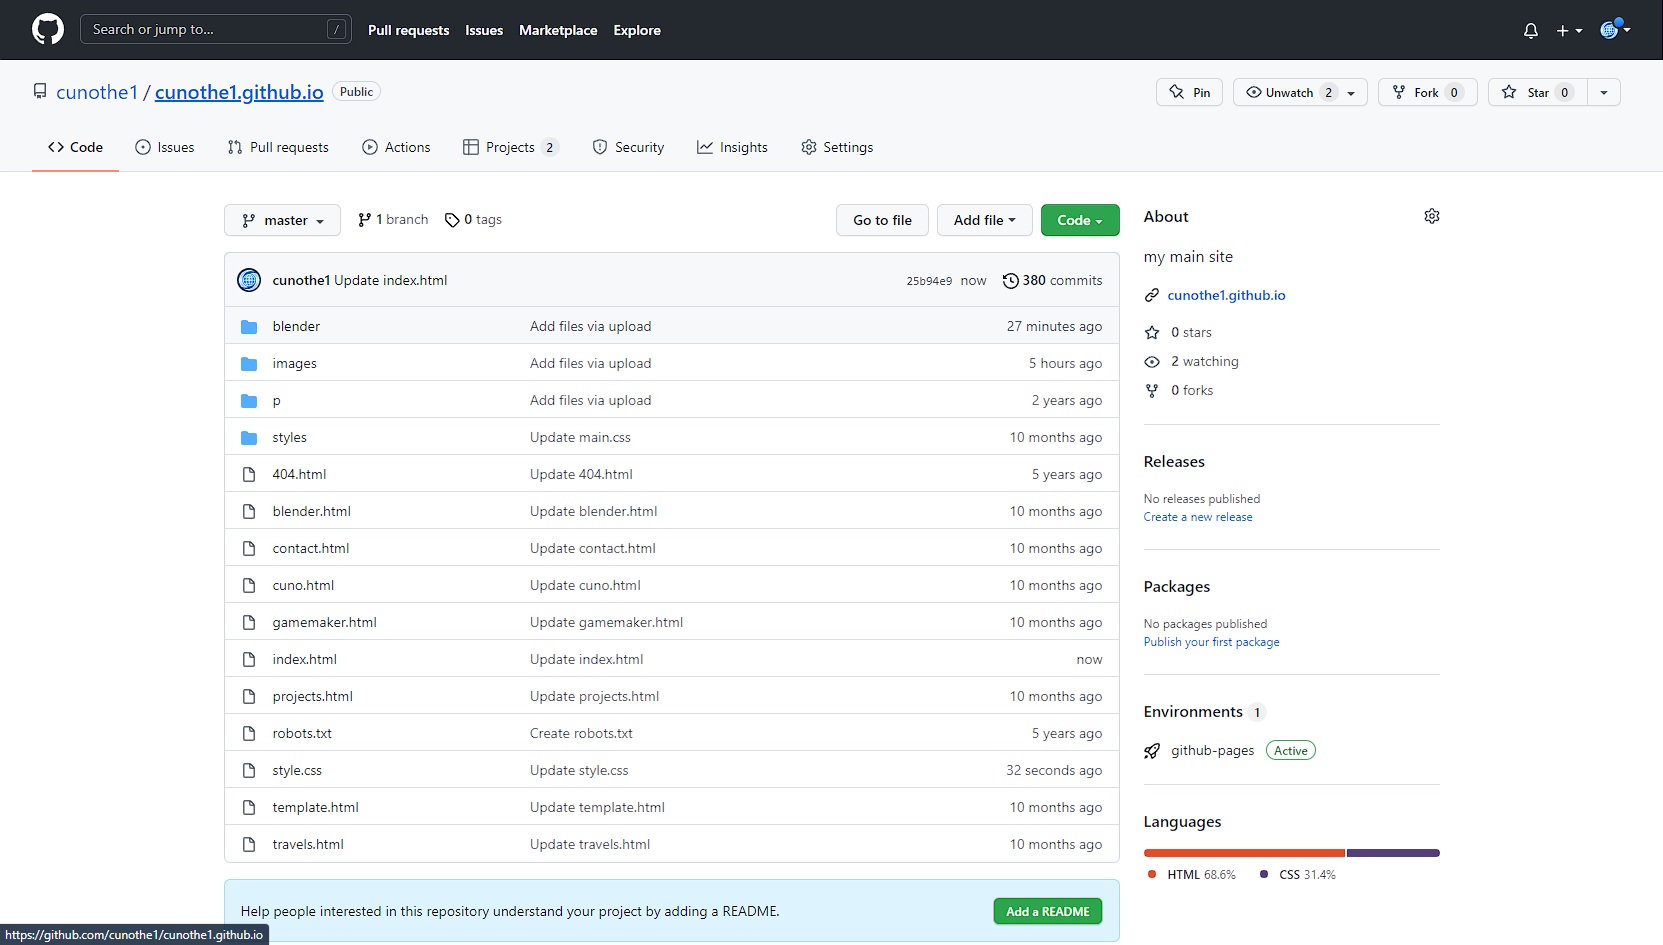 Search or jump to... /
Pull requests Issues Marketplace Explore
cunothe1 / cunothe1.github.io Public
Pin Unwatch 2 Fork 0 Star 0
Code Issues Pull requests Actions Projects 2 Security Insights Settings
master 1 branch 0 tags Go to file Add file Code
cunothe1 Update index.html 25b94e9 now 380 commits
blender Add files via upload 27 minutes ago
images Add files via upload 5 hours ago
p Add files via upload 2 years ago
styles Update main.css 10 months ago
404.html Update 404.html 5 years ago
blender.html Update blender.html 10 months ago
contact.html Update contact.html 10 months ago
cuno.html Update cuno.html 10 months ago
gamemaker.html Update gamemaker.html 10 months ago
index.html Update index.html now
projects.html Update projects.html 10 months ago
robots.txt Create robots.txt 5 years ago
style.css Update style.css 32 seconds ago
template.html Update template.html 10 months ago
travels.html Update travels.html 10 months ago
Help people interested in this repository understand your project by adding a README. Add a README
About
my main site
cunothe1.github.io
0 stars
2 watching
0 forks
Releases
No releases published
Create a new release
Packages
No packages published
Publish your first package
Environments 1
github-pages Active
Languages
HTML 68.6% CSS 31.4%
https://github.com/cunothe1/cunothe1.github.io